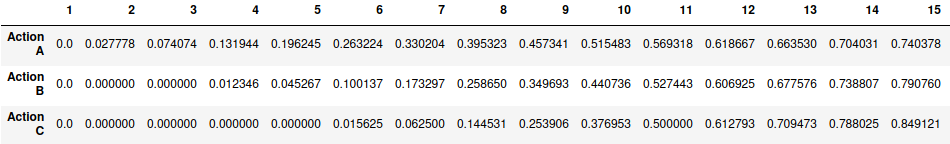 1 2 3 4 5 6 7 8 9 10 11 12 13 14 15
Action A 0.0 0.027778 0.074074 0.131944 0.196245 0.263224 0.330204 0.395323 0.457341 0.515483 0.569318 0.618667 0.663530 0.704031 0.740378
Action B 0.0 0.000000 0.000000 0.012346 0.045267 0.100137 0.173297 0.258650 0.349693 0.440736 0.527443 0.606925 0.677576 0.738807 0.790760
Action C 0.0 0.000000 0.000000 0.000000 0.000000 0.015625 0.062500 0.144531 0.253906 0.376953 0.500000 0.612793 0.709473 0.788025 0.849121